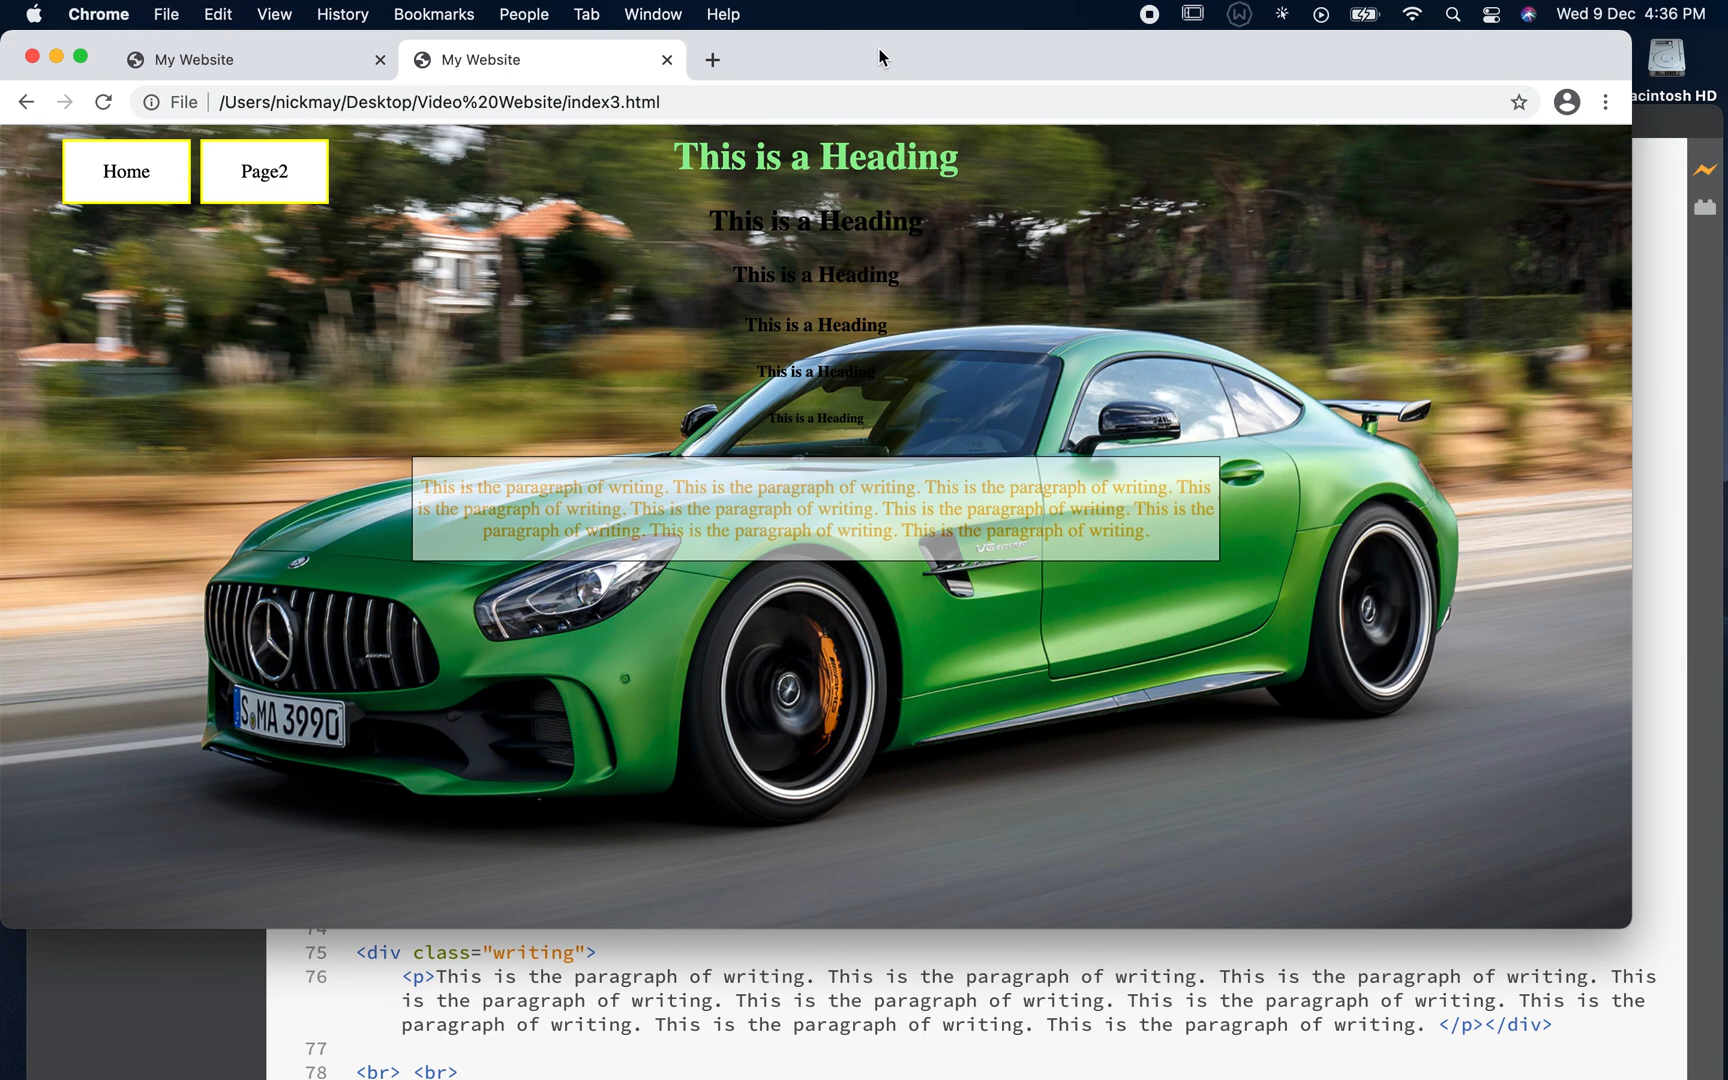 Chrome File Edit View History Bookmarks People Tab Window Help Wed 9 Dec 4:36 PM
My Website My Website
File /Users/nickmay/Desktop/Video%20Website/index3.html
acintosh HD
Home Page2
This is a Heading
This is a Heading
This is a Heading
This is a Heading
This is a Heading
This is a Heading
This is the paragraph of writing. This is the paragraph of writing. This is the paragraph of writing. This
is the paragraph of writing. This is the paragraph of writing. This is the paragraph of writing. This is the
paragraph of writing. This is the paragraph of writing. This is the paragraph of writing.
S MA 3990
74
75 <div class="writing">
76 <p>This is the paragraph of writing. This is the paragraph of writing. This is the paragraph of writing. This
is the paragraph of writing. This is the paragraph of writing. This is the paragraph of writing. This is the
paragraph of writing. This is the paragraph of writing. This is the paragraph of writing. </p></div>
77
78 <br> <br>